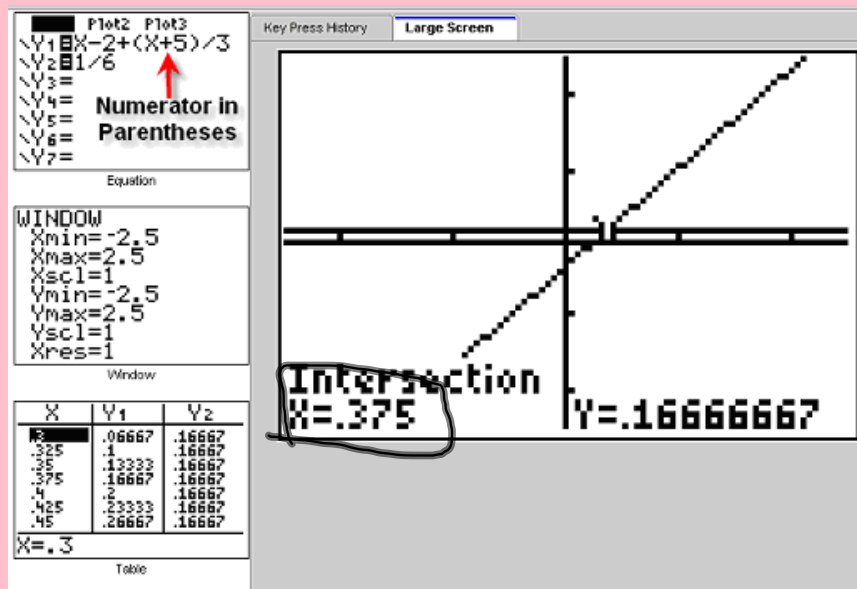 Plot2 Plot3
\Y1=X-2+(X+5)/3
\Y2=1/6
\Y3=
\Y4=
\Y5=
\Y6=
\Y7=
Numerator in
Parentheses
Equation
WINDOW
Xmin=-2.5
Xmax=2.5
Xscl=1
Ymin=-2.5
Ymax=2.5
Yscl=1
Xres=1
Window
X Y1 Y2
.3 .06667 .16667
.325 .1 .16667
.35 .13333 .16667
.375 .16667 .16667
.4 .2 .16667
.425 .23333 .16667
.45 .26667 .16667
X=.3
Table
Key Press History Large Screen
Intersection
X=.375 Y=.16666667